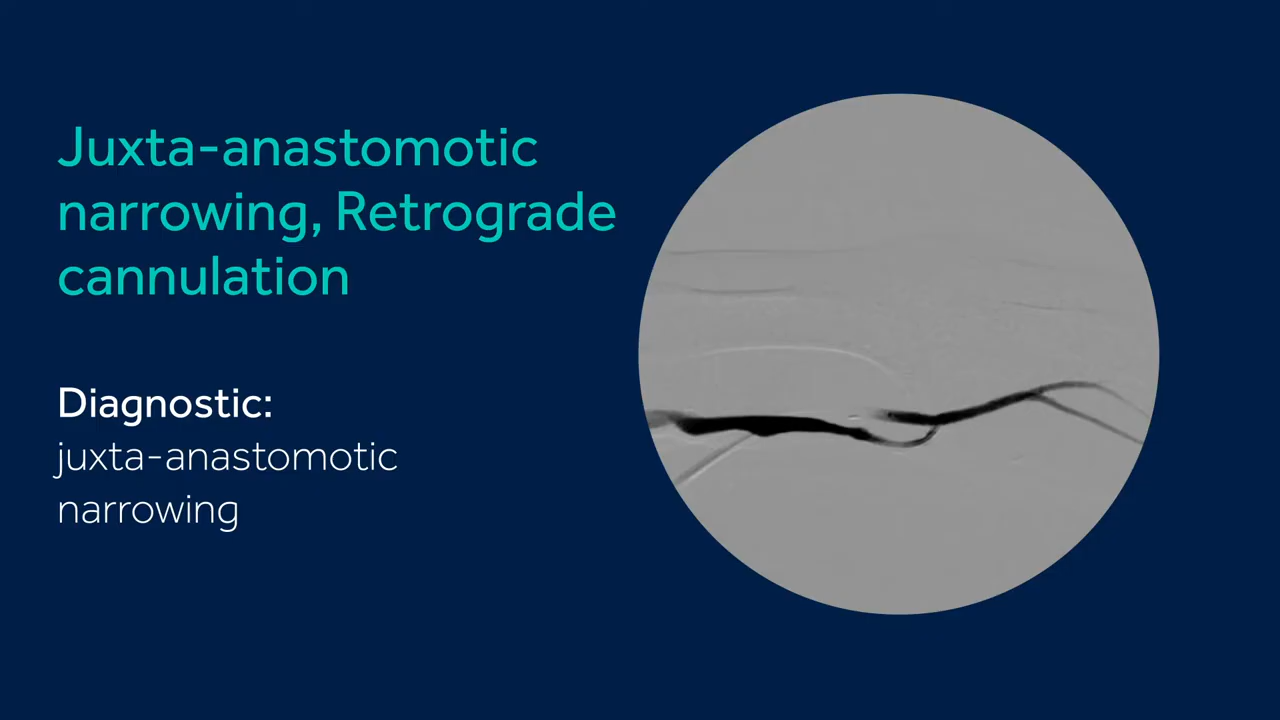 Juxta-anastomotic
narrowing, Retrograde
cannulation
Diagnostic:
juxta-anastomotic
narrowing